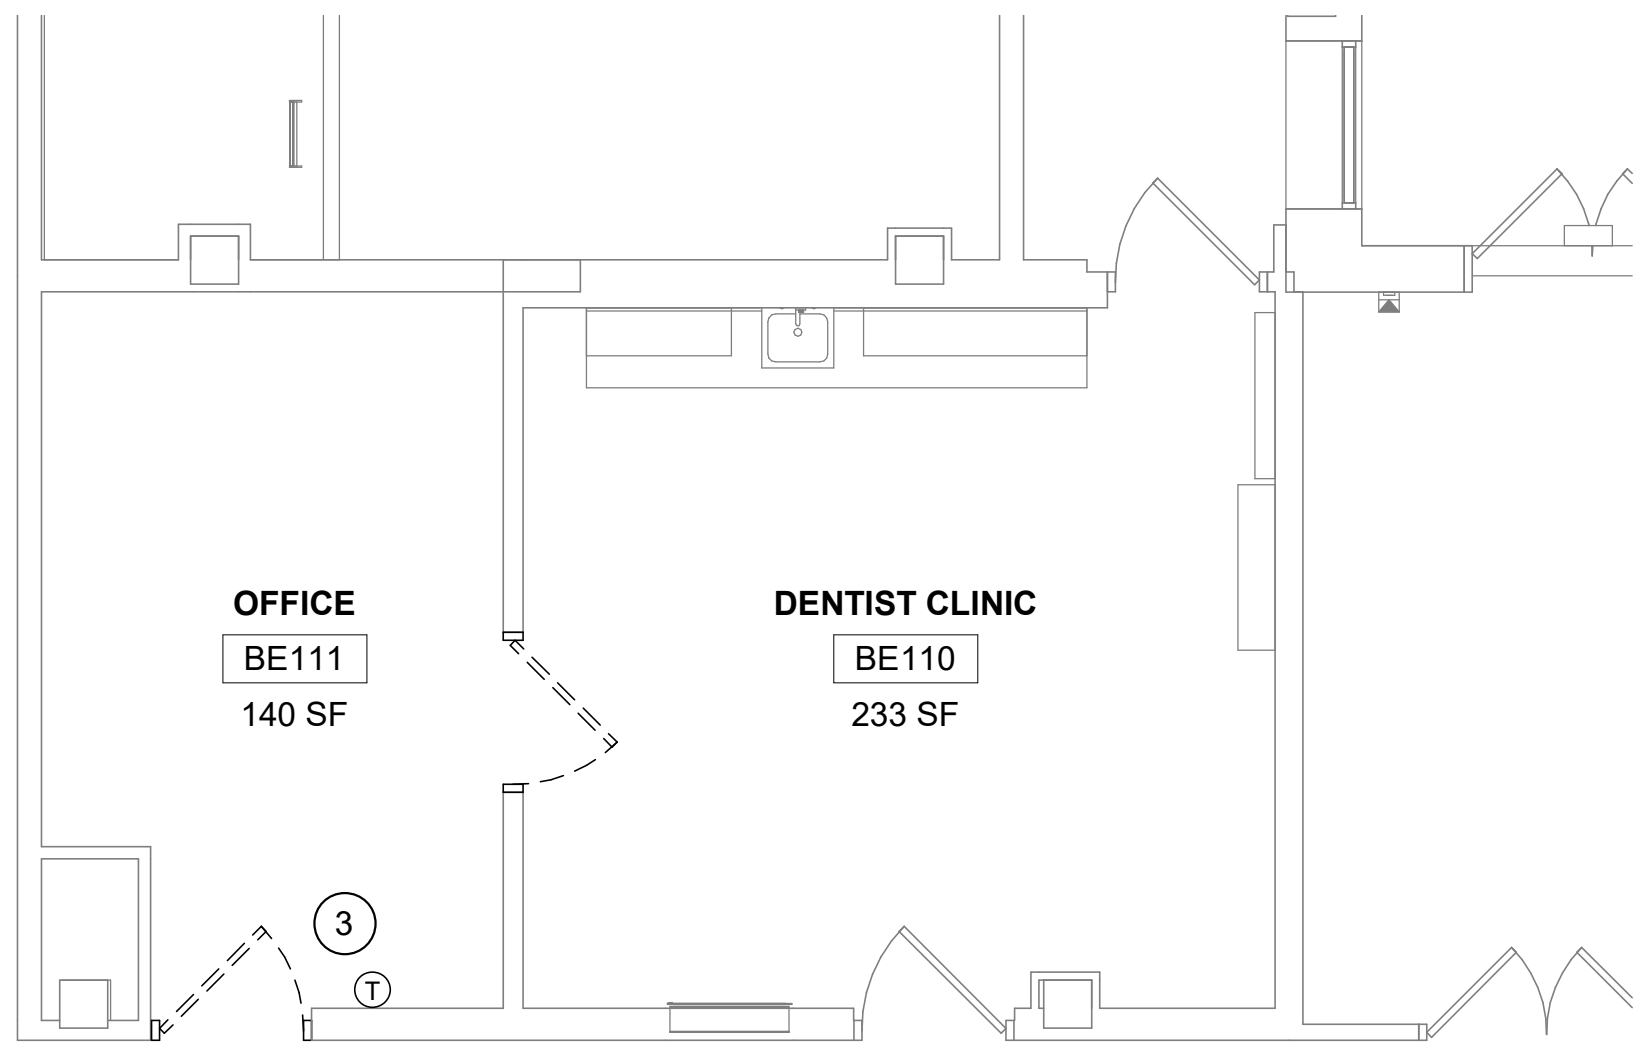 OFFICE
BE111
140 SF
DENTIST CLINIC
BE110
233 SF
3
T